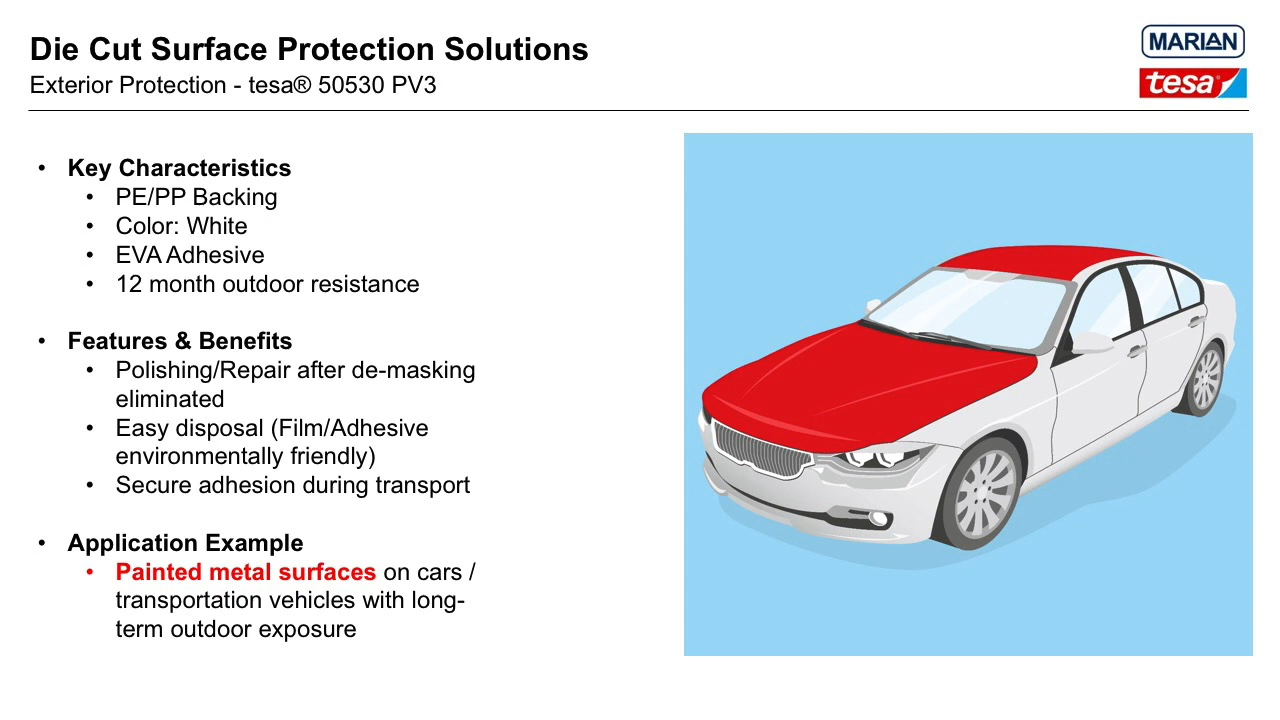 Die Cut Surface Protection Solutions
Exterior Protection - tesa® 50530 PV3
MARIAN
tesa®
• Key Characteristics
• PE/PP Backing
• Color: White
• EVA Adhesive
• 12 month outdoor resistance
• Features & Benefits
• Polishing/Repair after de-masking
eliminated
• Easy disposal (Film/Adhesive
environmentally friendly)
• Secure adhesion during transport
• Application Example
• Painted metal surfaces on cars /
transportation vehicles with long-
term outdoor exposure